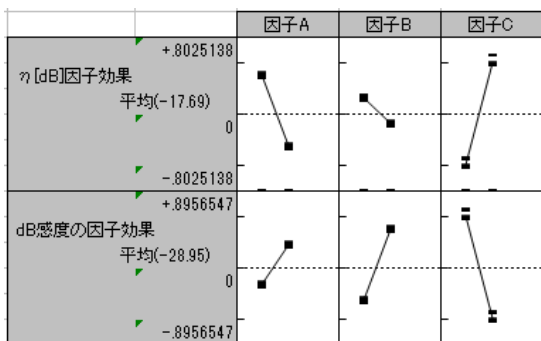 因子A 因子B 因子C
+.8025138
η[dB]因子効果
平均(-17.69)
0
-.8025138
+.8956547
dB感度の因子効果
平均(-28.95)
0
-.8956547